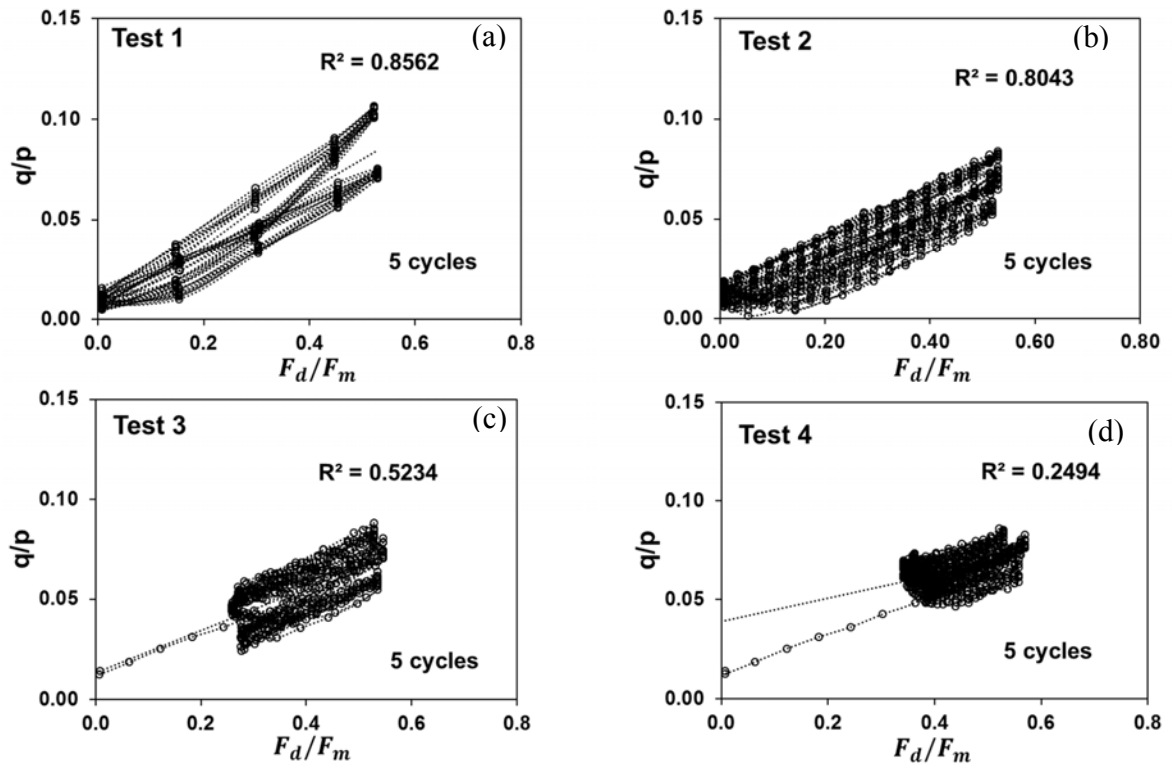 Test 1
(a)
R² = 0.8562
5 cycles
q/p
0.15
0.10
0.05
0.00
0.0 0.2 0.4 0.6 0.8
F_d/F_m
Test 2
(b)
R² = 0.8043
5 cycles
q/p
0.15
0.10
0.05
0.00
0.00 0.20 0.40 0.60 0.80
F_d/F_m
Test 3
(c)
R² = 0.5234
5 cycles
q/p
0.15
0.10
0.05
0.00
0.0 0.2 0.4 0.6 0.8
F_d/F_m
Test 4
(d)
R² = 0.2494
5 cycles
q/p
0.15
0.10
0.05
0.00
0.0 0.2 0.4 0.6 0.8
F_d/F_m